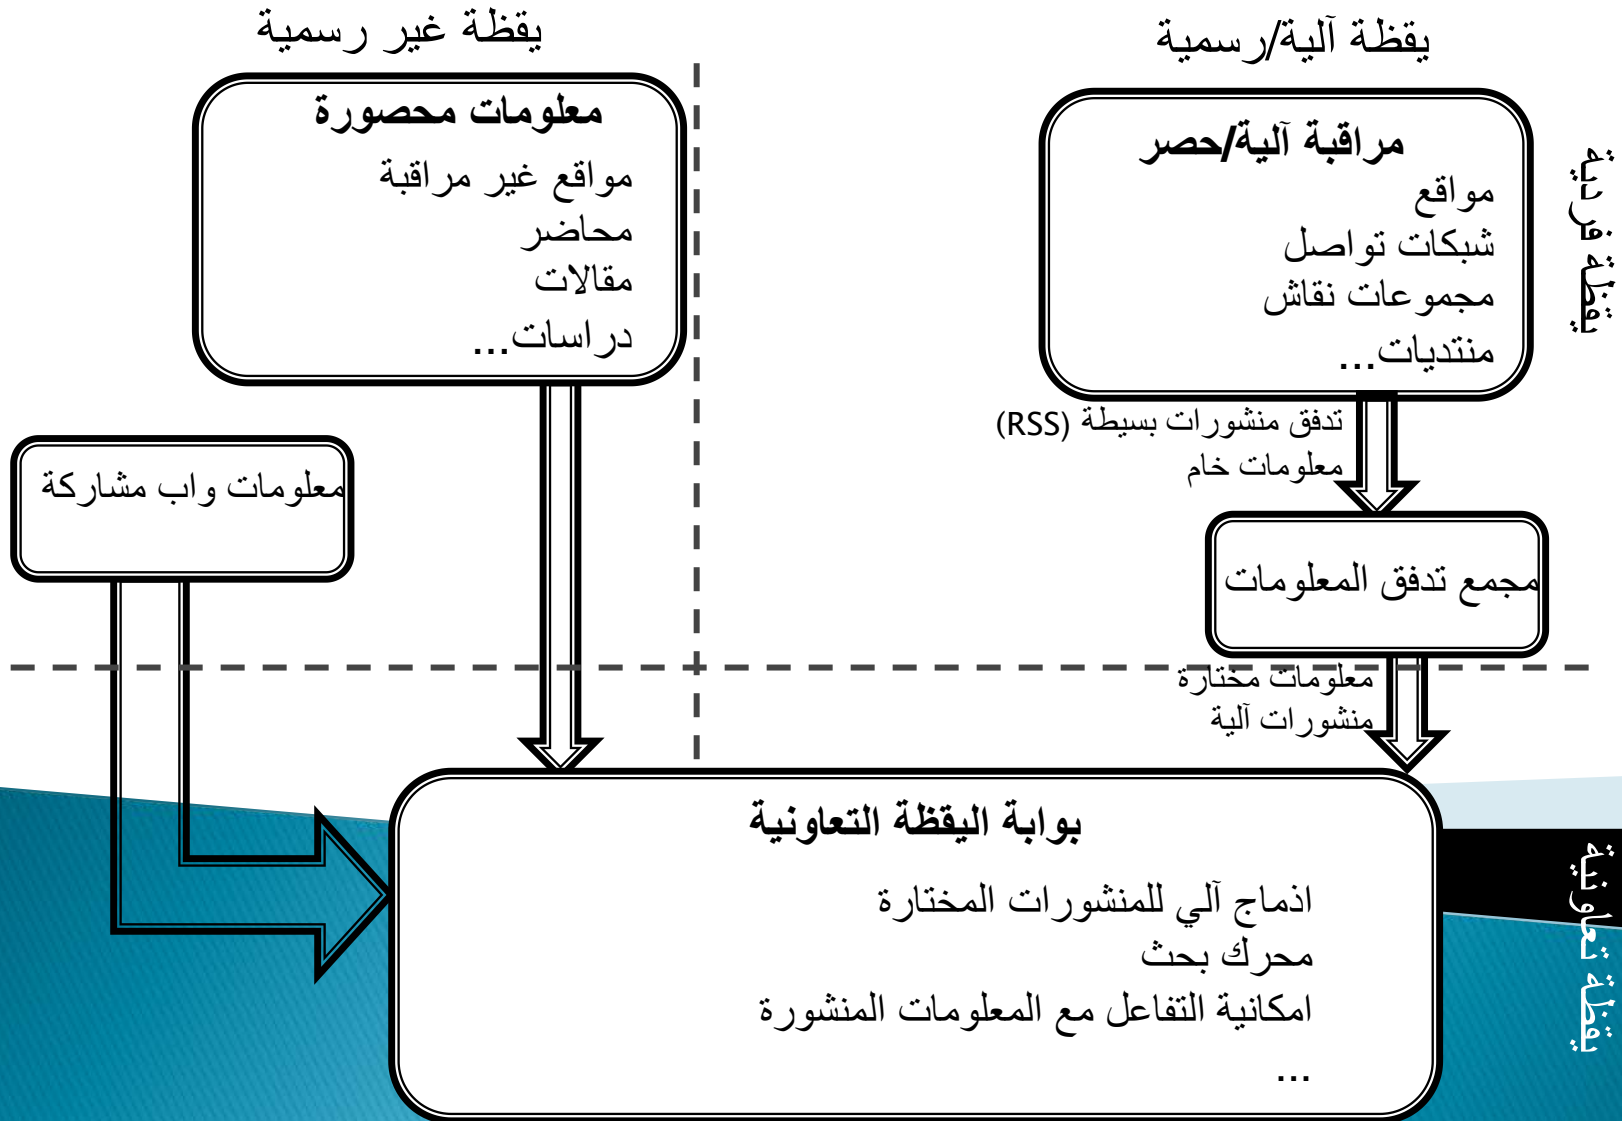 يقظة آلية/رسمية
يقظة غير رسمية
مراقبة آلية/حصر
مواقع
شبكات تواصل
مجموعات نقاش
منتديات...
معلومات محصورة
مواقع غير مراقبة
محاضر
مقالات
دراسات...
يقظة فردية
تدفق منشورات بسيطة (RSS)
معلومات خام
معلومات واب مشاركة
مجمع تدفق المعلومات
معلومات مختارة
منشورات آلية
بوابة اليقظة التعاونية
اذماج آلي للمنشورات المختارة
محرك بحث
امكانية التفاعل مع المعلومات المنشورة
...
يقظة تعاونية